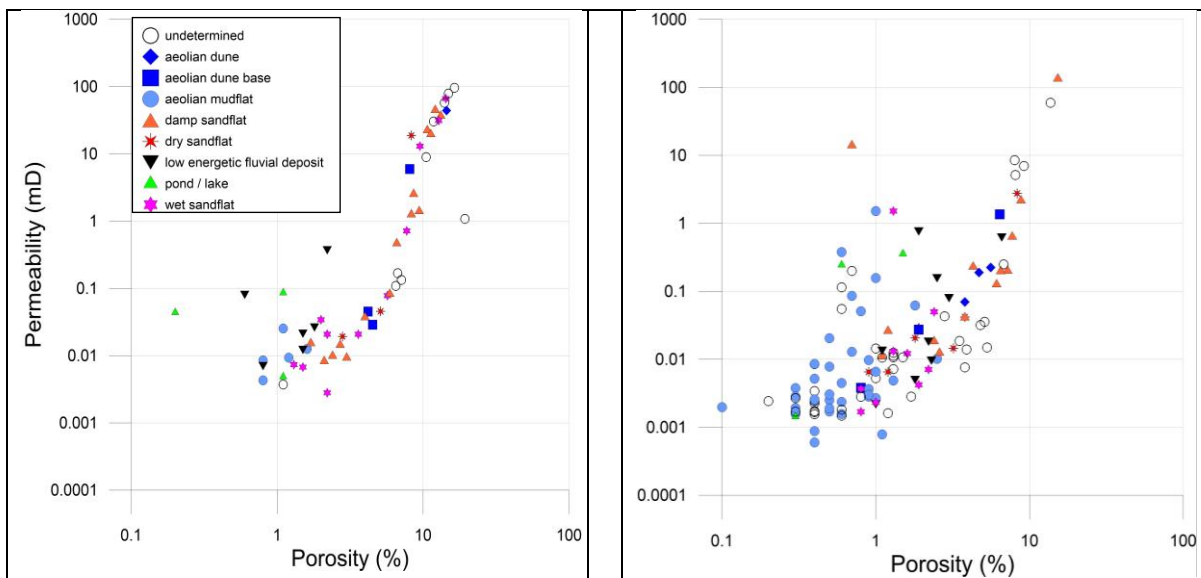 1000
100
10
1
0.1
0.01
0.001
0.0001
Permeability (mD)
undetermined
aeolian dune
aeolian dune base
aeolian mudflat
damp sandflat
dry sandflat
low energetic fluvial deposit
pond / lake
wet sandflat
0.1
1
10
100
Porosity (%)
1000
100
10
1
0.1
0.01
0.001
0.0001
0.1
1
10
100
Porosity (%)